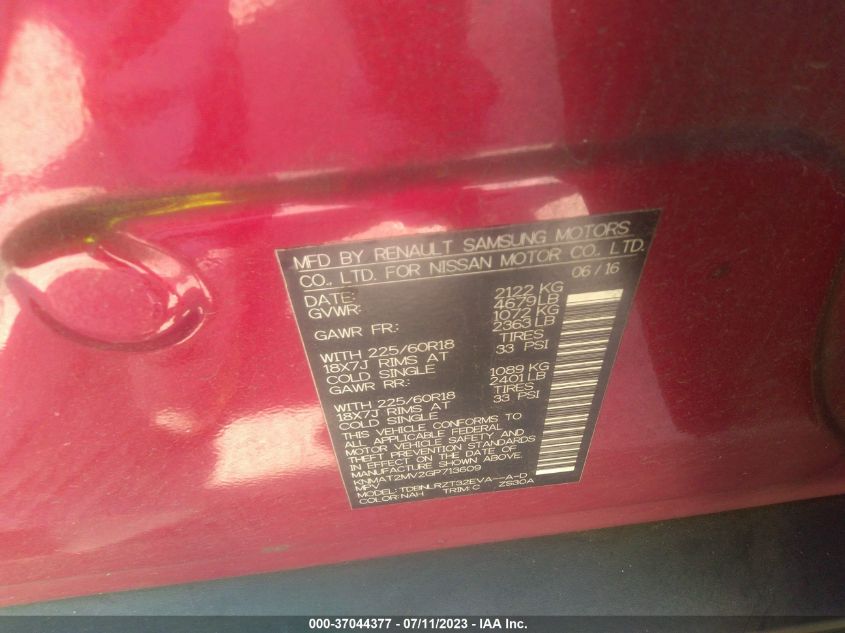 MFD BY RENAULT SAMSUNG MOTORS
CO., LTD. FOR NISSAN MOTOR CO., LTD.
DATE: 06/16
GVWR: 2122 KG
4679 LB
GAWR FR: 1072 KG
2363 LB
WITH 225/60R18 TIRES
18X7J RIMS AT 33 PSI
COLD SINGLE
GAWR RR: 1089 KG
2401 LB
WITH 225/60R18 TIRES
18X7J RIMS AT 33 PSI
COLD SINGLE
THIS VEHICLE CONFORMS TO
ALL APPLICABLE FEDERAL
MOTOR VEHICLE SAFETY AND
THEFT PREVENTION STANDARDS
IN EFFECT ON THE DATE OF
MANUFACTURE SHOWN ABOVE.
KNMAT2MV2GP713609
MPV
MODEL: TDBNLRZT32EVA--A-D
COLOR:NAH TRIM: C ZS30A
000-37044377 - 07/11/2023 - IAA Inc.